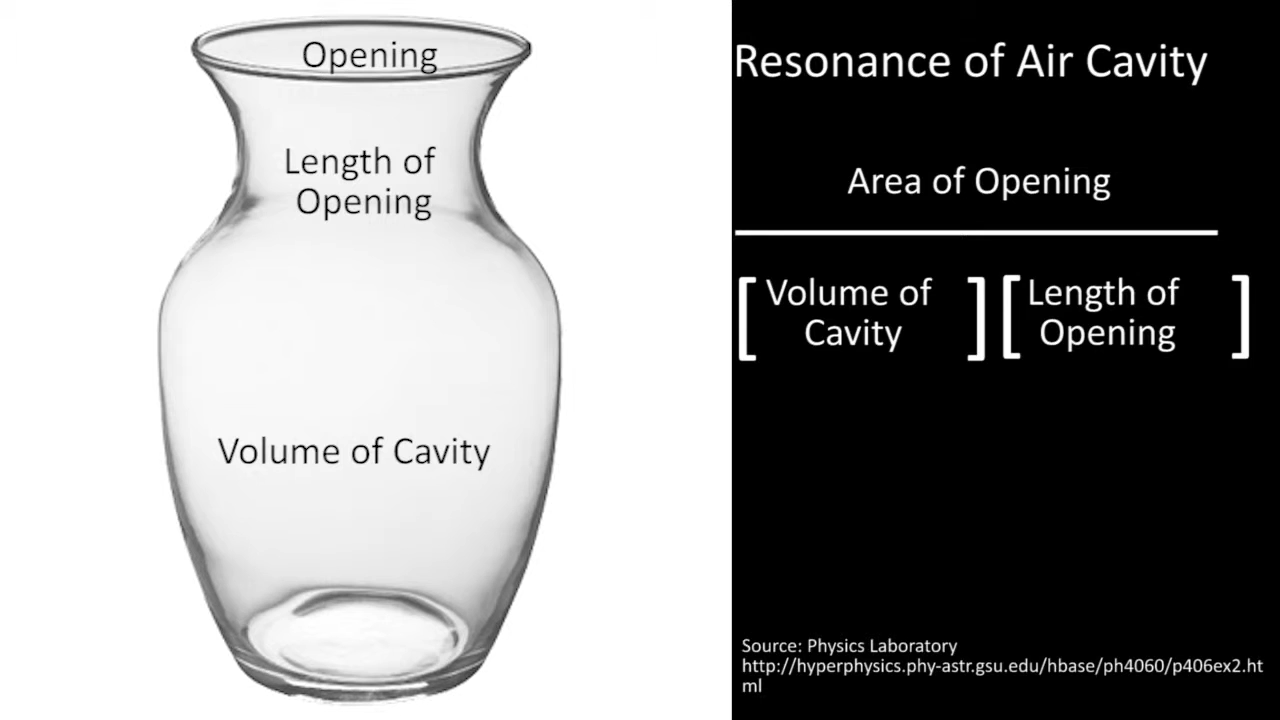 Opening
Length of
Opening
Volume of Cavity
Resonance of Air Cavity
Area of Opening
[ Volume of ] [ Length of ]
Cavity Opening
Source: Physics Laboratory
http://hyperphysics.phy-astr.gsu.edu/hbase/ph4060/p406ex2.ht
ml